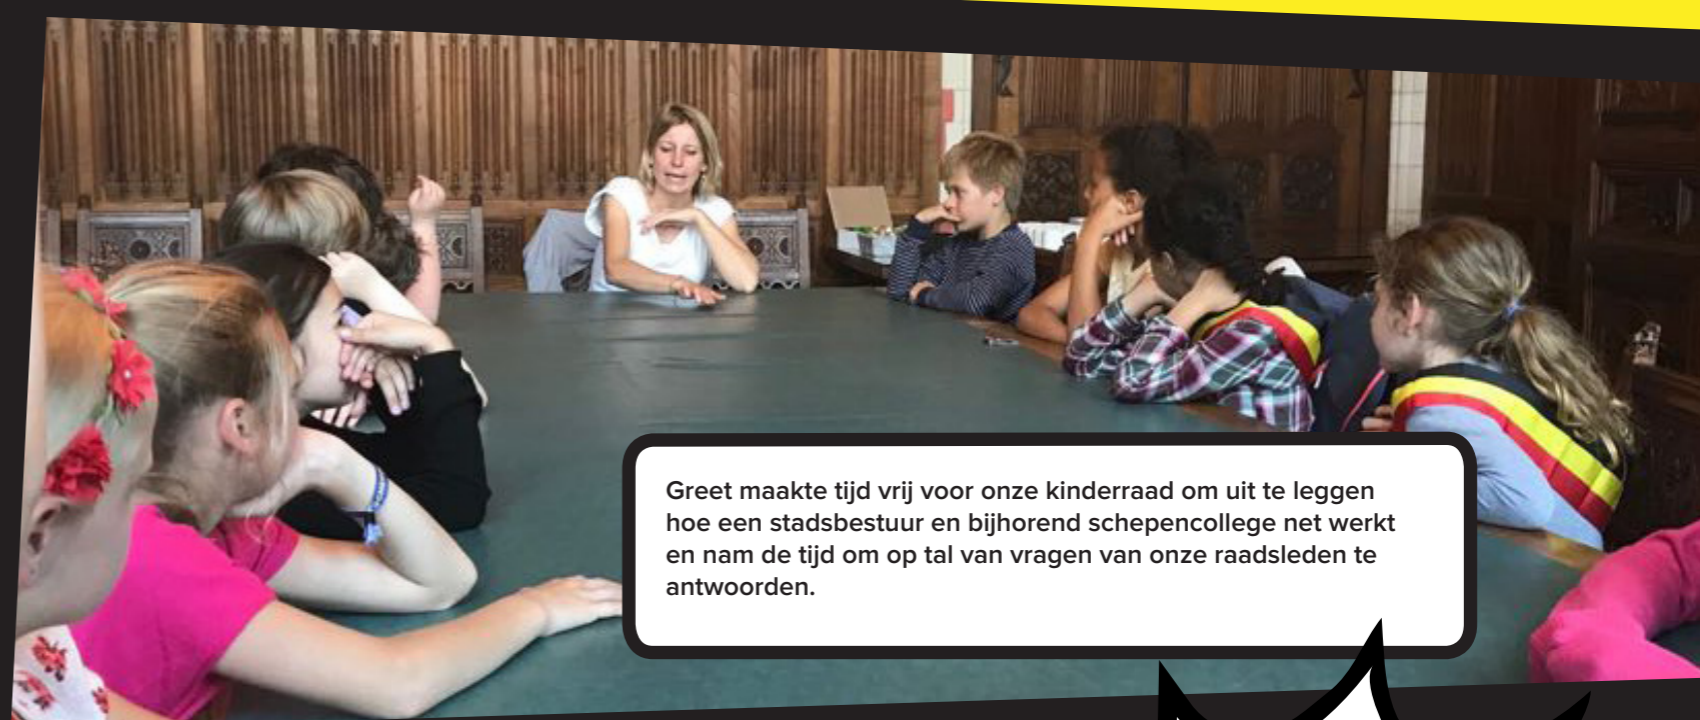 Greet maakte tijd vrij voor onze kinderraad om uit te leggen
hoe een stadsbestuur en bijhorend schepencollege net werkt
en nam de tijd om op tal van vragen van onze raadsleden te
antwoorden.